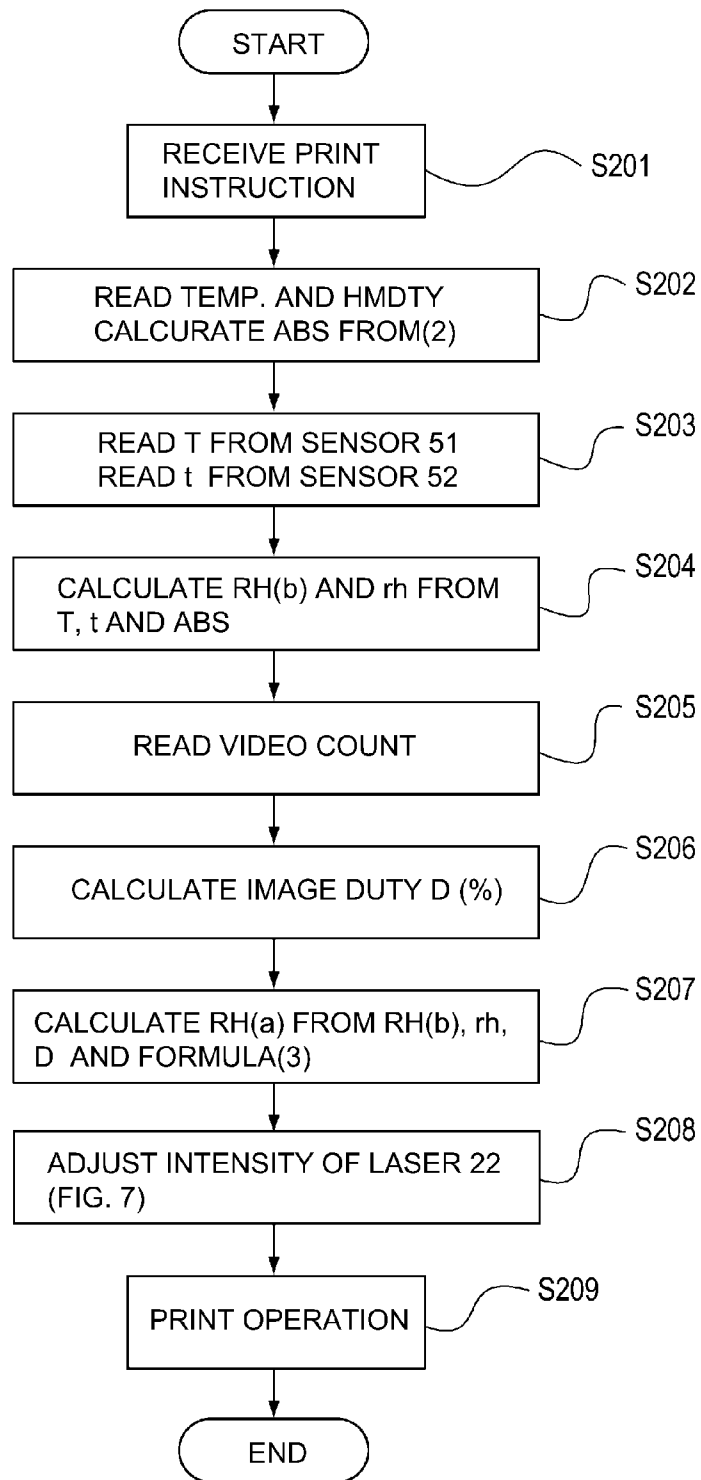 START
RECEIVE PRINT
INSTRUCTION
S201
READ TEMP. AND HMDTY
CALCURATE ABS FROM(2)
S202
READ T FROM SENSOR 51
READ t FROM SENSOR 52
S203
CALCULATE RH(b) AND rh FROM
T, t AND ABS
S204
READ VIDEO COUNT
S205
CALCULATE IMAGE DUTY D (%)
S206
CALCULATE RH(a) FROM RH(b), rh,
D AND FORMULA(3)
S207
ADJUST INTENSITY OF LASER 22
(FIG. 7)
S208
PRINT OPERATION
S209
END